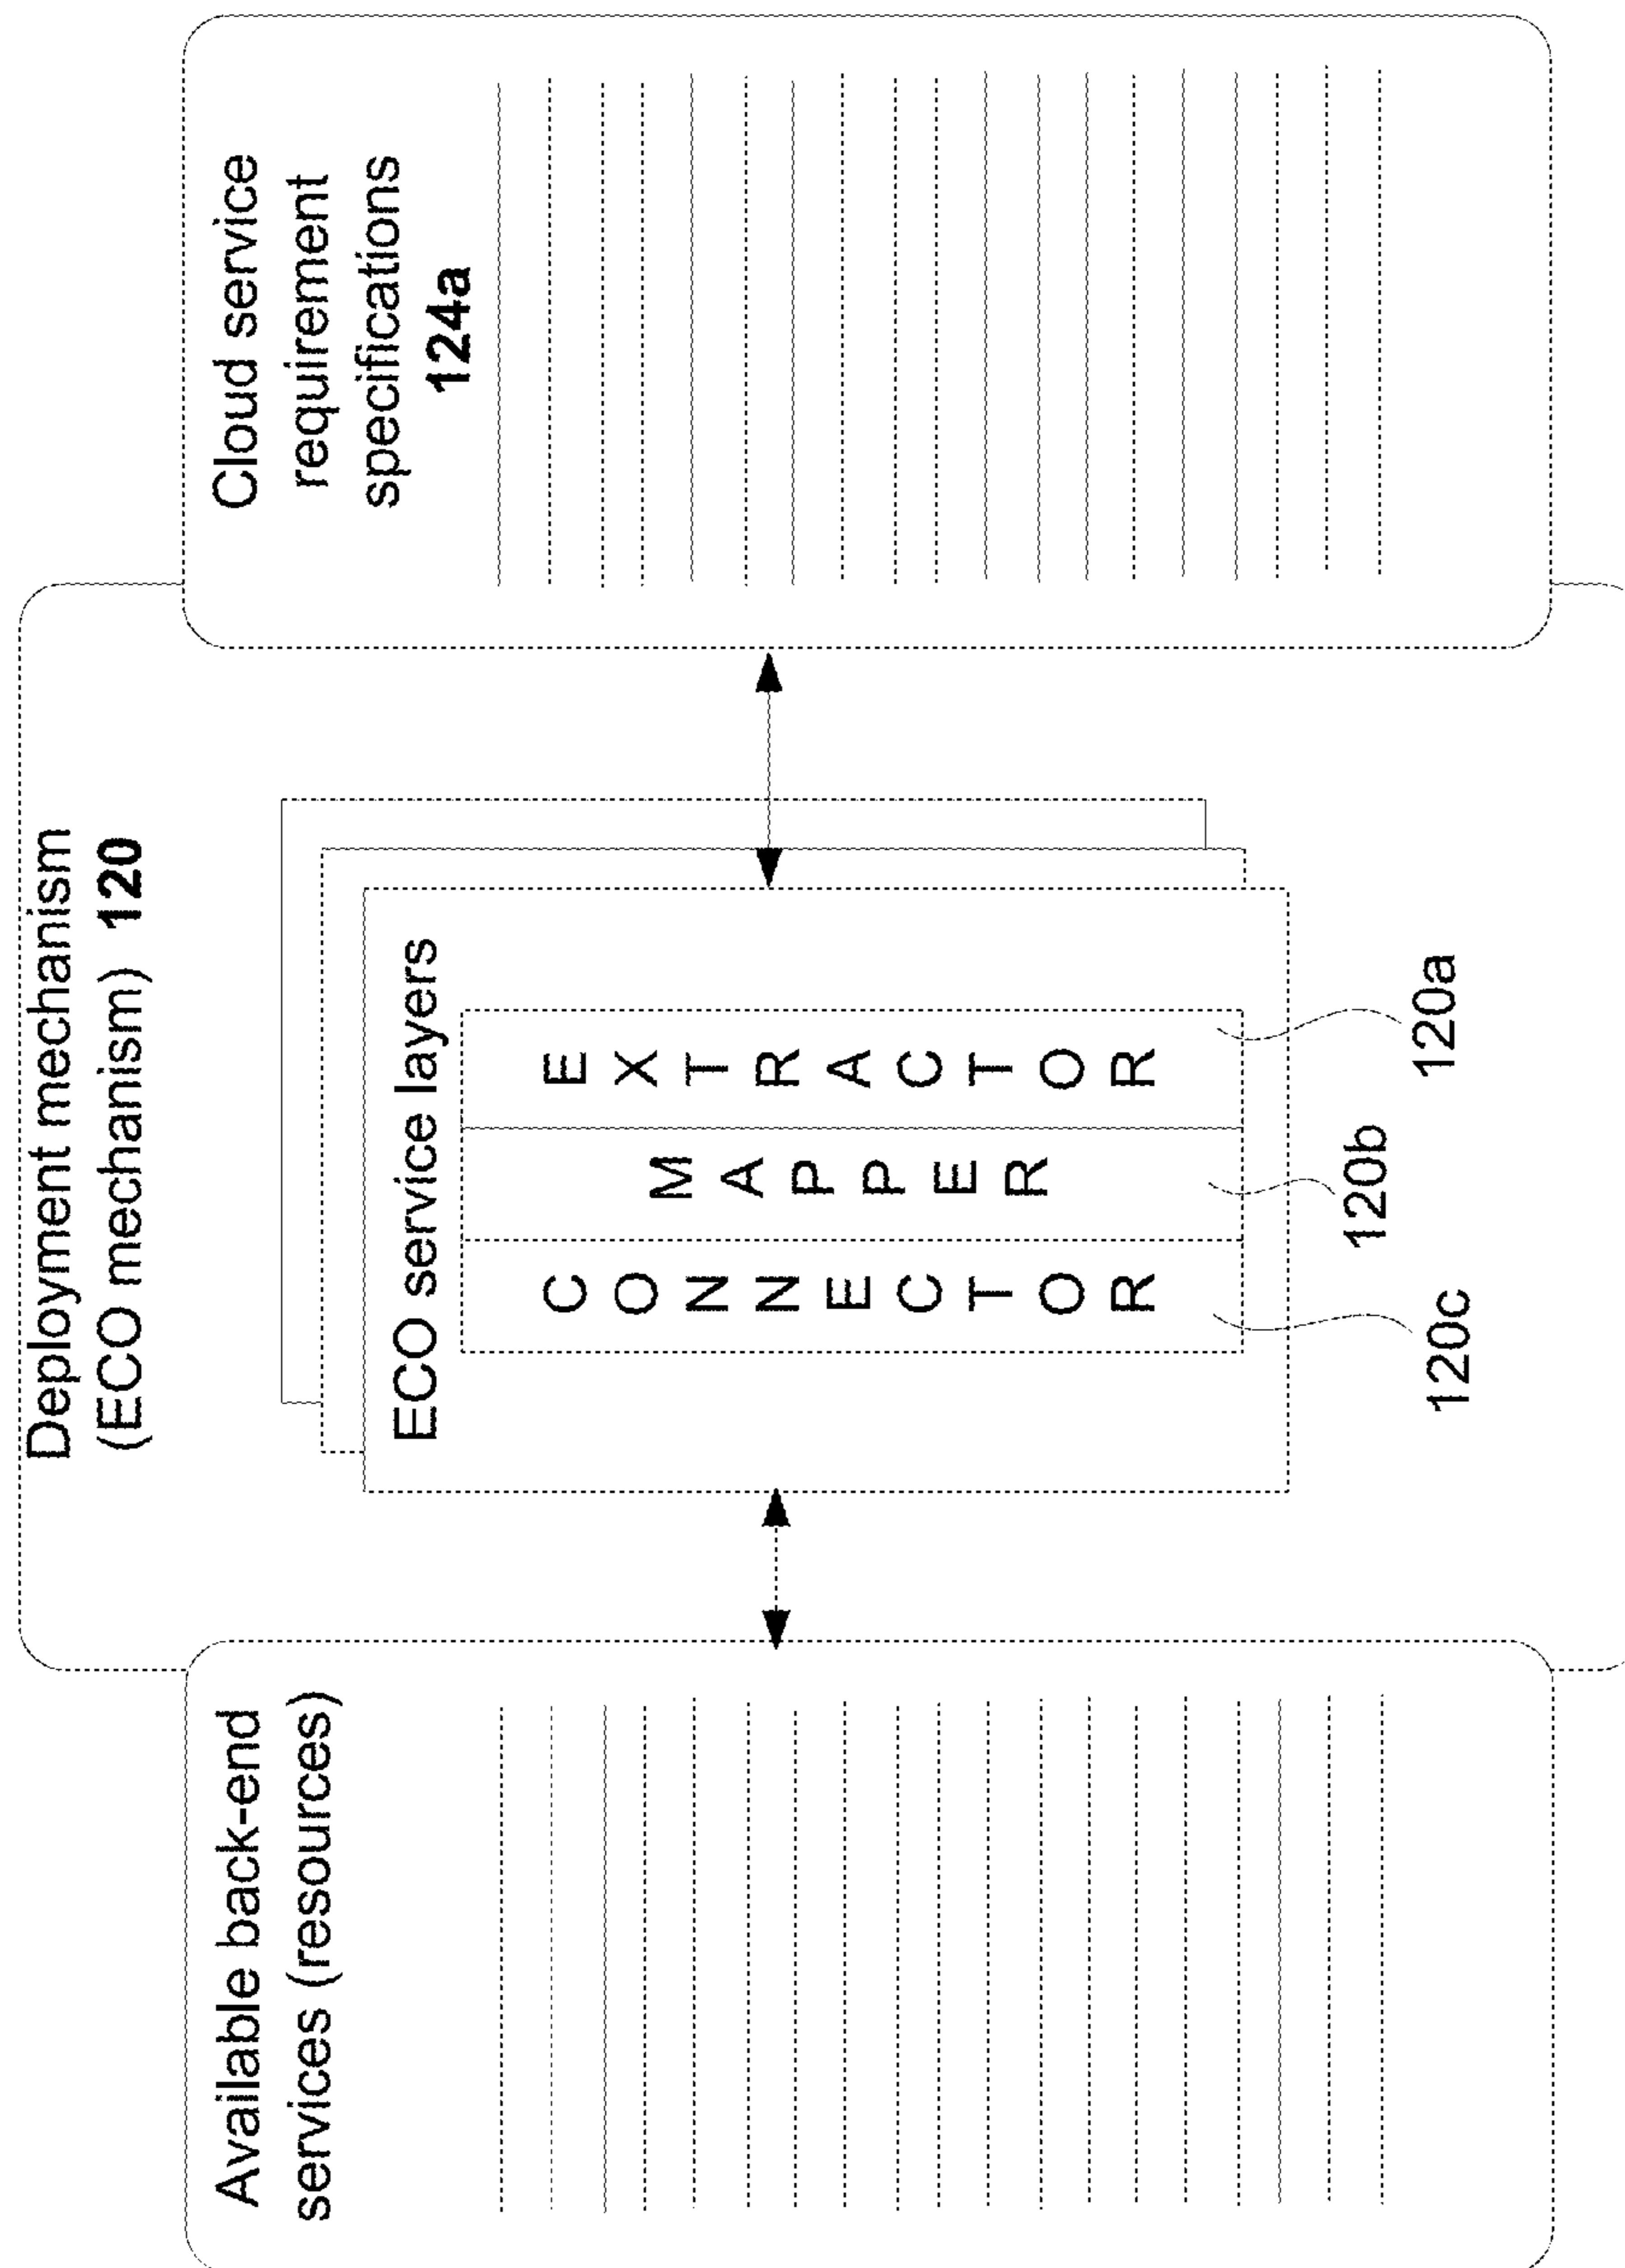 Available back-end
services (resources)
Deployment mechanism
(ECO mechanism) 120
ECO service layers
CONNECTOR
MAPPER
EXTRACTOR
120c
120b
120a
Cloud service
requirement
specifications
124a